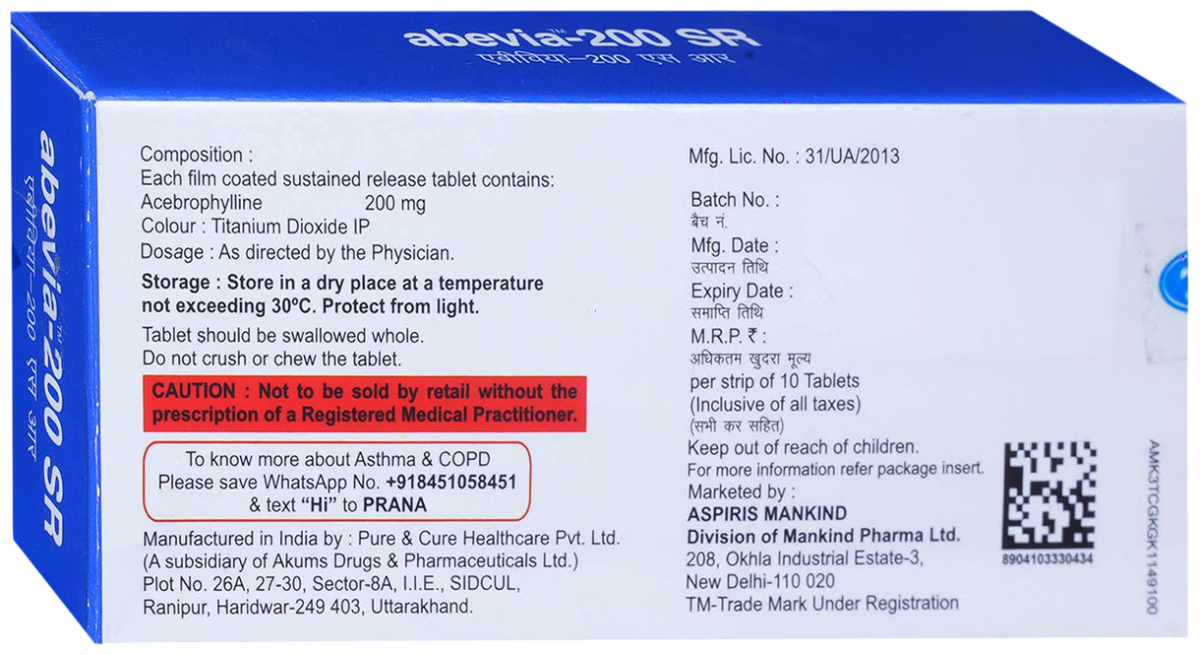 abevia™-200 SR
एबीविया–200 एस आर
abevia™-200 SR
एबीविया–200 एस आर
Composition :
Each film coated sustained release tablet contains:
Acebrophylline 200 mg
Colour : Titanium Dioxide IP
Dosage : As directed by the Physician.
Storage : Store in a dry place at a temperature
not exceeding 30ºC. Protect from light.
Tablet should be swallowed whole.
Do not crush or chew the tablet.
CAUTION : Not to be sold by retail without the
prescription of a Registered Medical Practitioner.
To know more about Asthma & COPD
Please save WhatsApp No. +918451058451
& text “Hi” to PRANA
Manufactured in India by : Pure & Cure Healthcare Pvt. Ltd.
(A subsidiary of Akums Drugs & Pharmaceuticals Ltd.)
Plot No. 26A, 27-30, Sector-8A, I.I.E., SIDCUL,
Ranipur, Haridwar-249 403, Uttarakhand.
Mfg. Lic. No. : 31/UA/2013
Batch No. :
बैच नं.
Mfg. Date :
उत्पादन तिथि
Expiry Date :
समाप्ति तिथि
M.R.P. ₹ :
अधिकतम खुदरा मूल्य
per strip of 10 Tablets
(Inclusive of all taxes)
(सभी कर सहित)
Keep out of reach of children.
For more information refer package insert.
Marketed by :
ASPIRIS MANKIND
Division of Mankind Pharma Ltd.
208, Okhla Industrial Estate-3,
New Delhi-110 020
TM-Trade Mark Under Registration
8904103330434
AMK3TCGKGK1149100